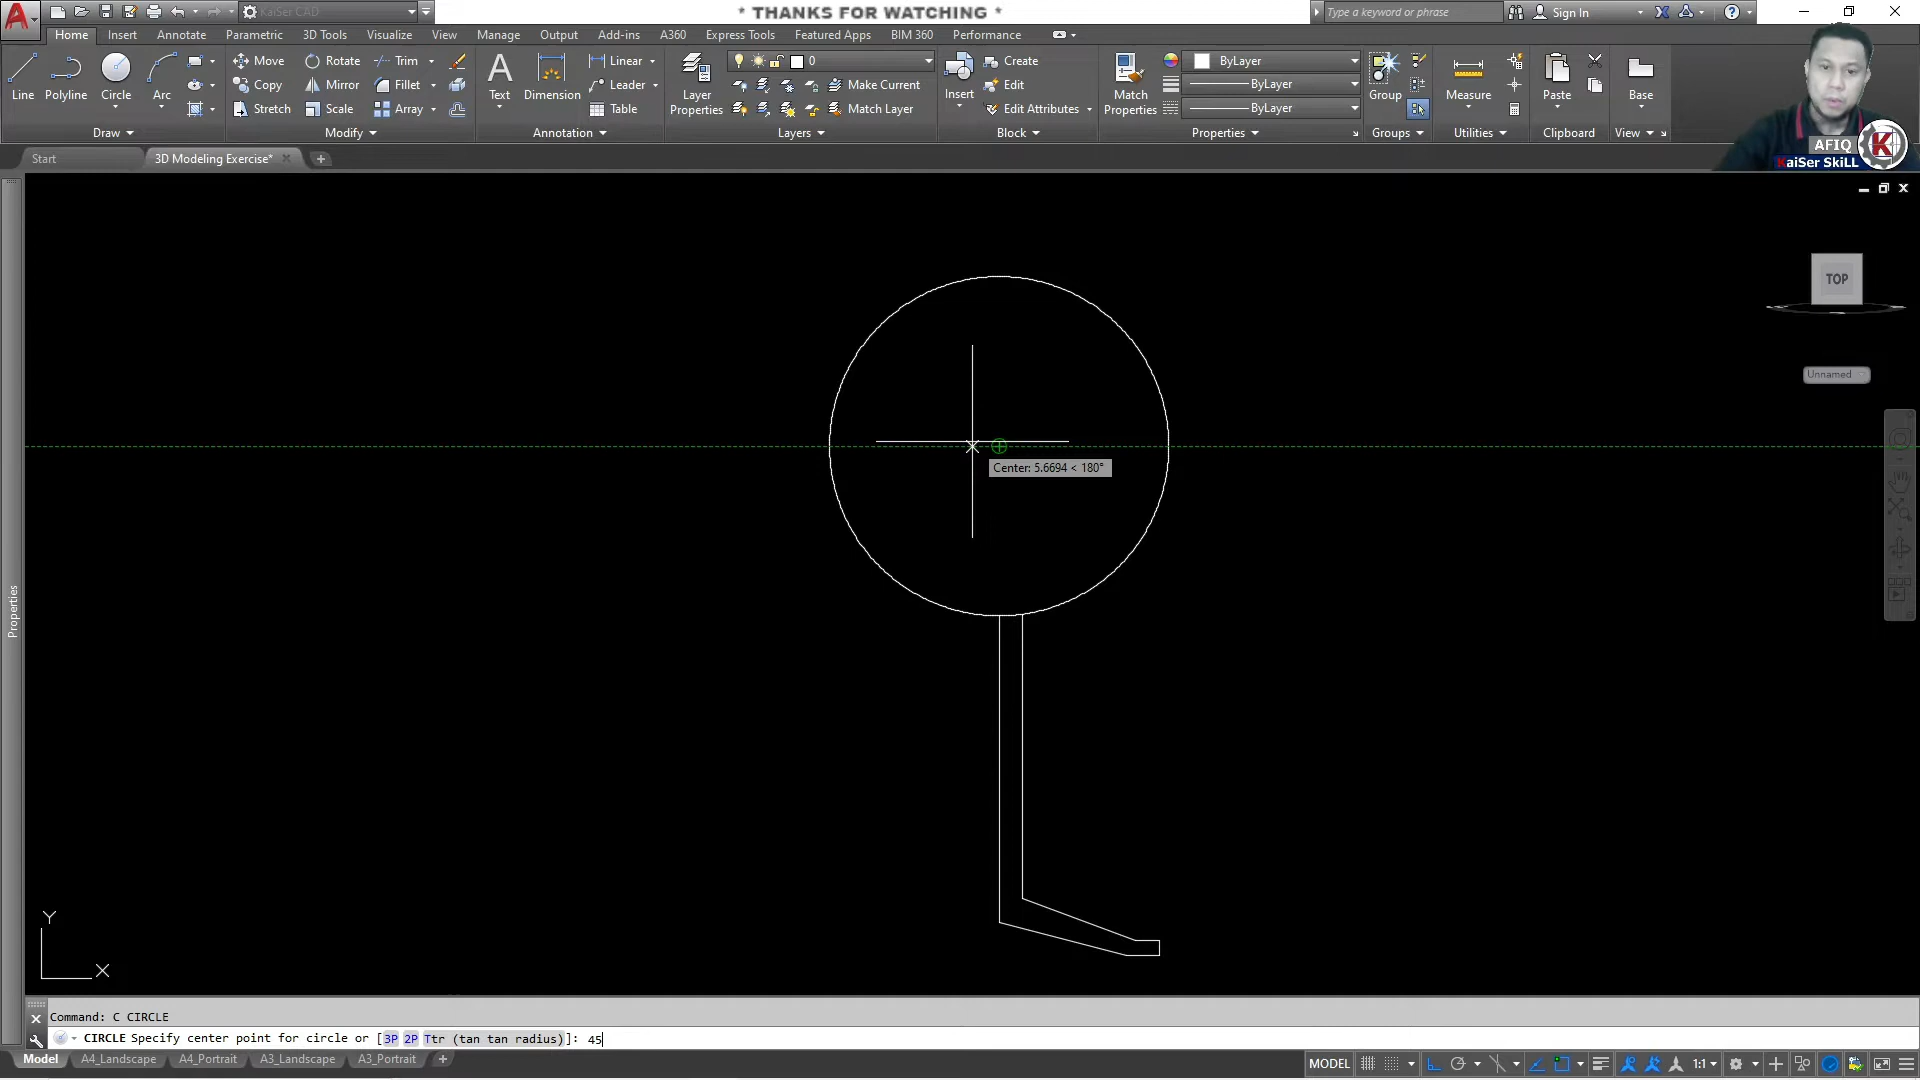 KaiSer CAD
* THANKS FOR WATCHING *
Type a keyword or phrase
Sign In
Home Insert Annotate Parametric 3D Tools Visualize View Manage Output Add-ins A360 Express Tools Featured Apps BIM 360 Performance
Line Polyline Circle Arc
Draw
Move Rotate Trim
Copy Mirror Fillet
Stretch Scale Array
Modify
Text Dimension
Linear
Leader
Table
Annotation
Layer Properties
0
Make Current
Match Layer
Layers
Insert
Create
Edit
Edit Attributes
Block
Match Properties
ByLayer
ByLayer
ByLayer
Properties
Group
Groups
Measure
Utilities
Paste
Clipboard
Base
View
AFIQ
KaiSer SkiLL
K
Start
3D Modeling Exercise*
TOP
Unnamed
Center: 5.6694 < 180°
Properties
Y
X
Command: C CIRCLE
CIRCLE Specify center point for circle or [3P 2P Ttr (tan tan radius)]: 45
Model A4_Landscape A4_Portrait A3_Landscape A3_Portrait
MODEL
1:1